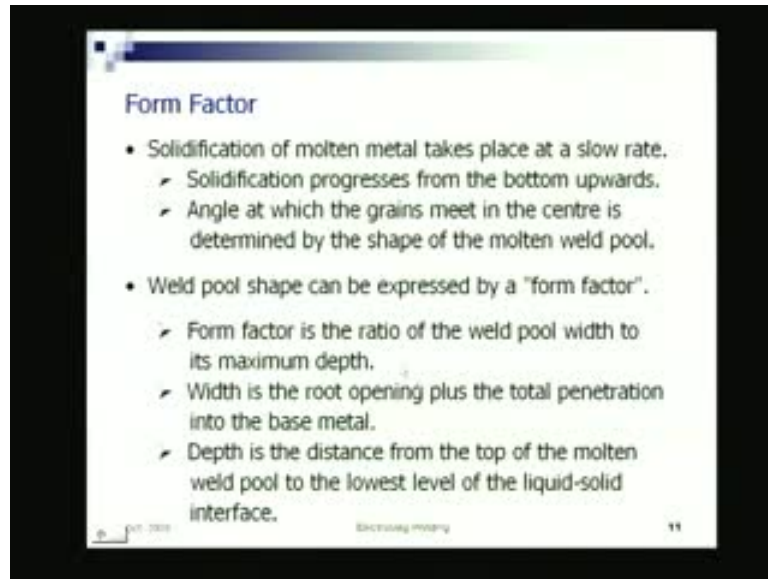 Form Factor
• Solidification of molten metal takes place at a slow rate.
➢ Solidification progresses from the bottom upwards.
➢ Angle at which the grains meet in the centre is
determined by the shape of the molten weld pool.
• Weld pool shape can be expressed by a "form factor".
➢ Form factor is the ratio of the weld pool width to
its maximum depth.
➢ Width is the root opening plus the total penetration
into the base metal.
➢ Depth is the distance from the top of the molten
weld pool to the lowest level of the liquid-solid
interface.
11